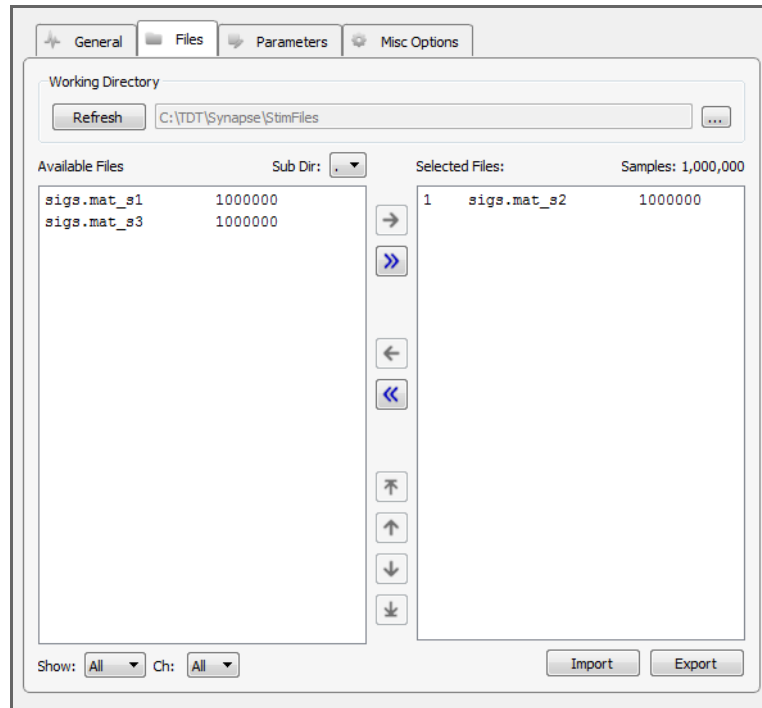 General Files Parameters Misc Options
Working Directory
Refresh C:\TDT\Synapse\StimFiles ...
Available Files Sub Dir: . Selected Files: Samples: 1,000,000
sigs.mat_s1 1000000 1 sigs.mat_s2 1000000
sigs.mat_s3 1000000
Show: All Ch: All Import Export